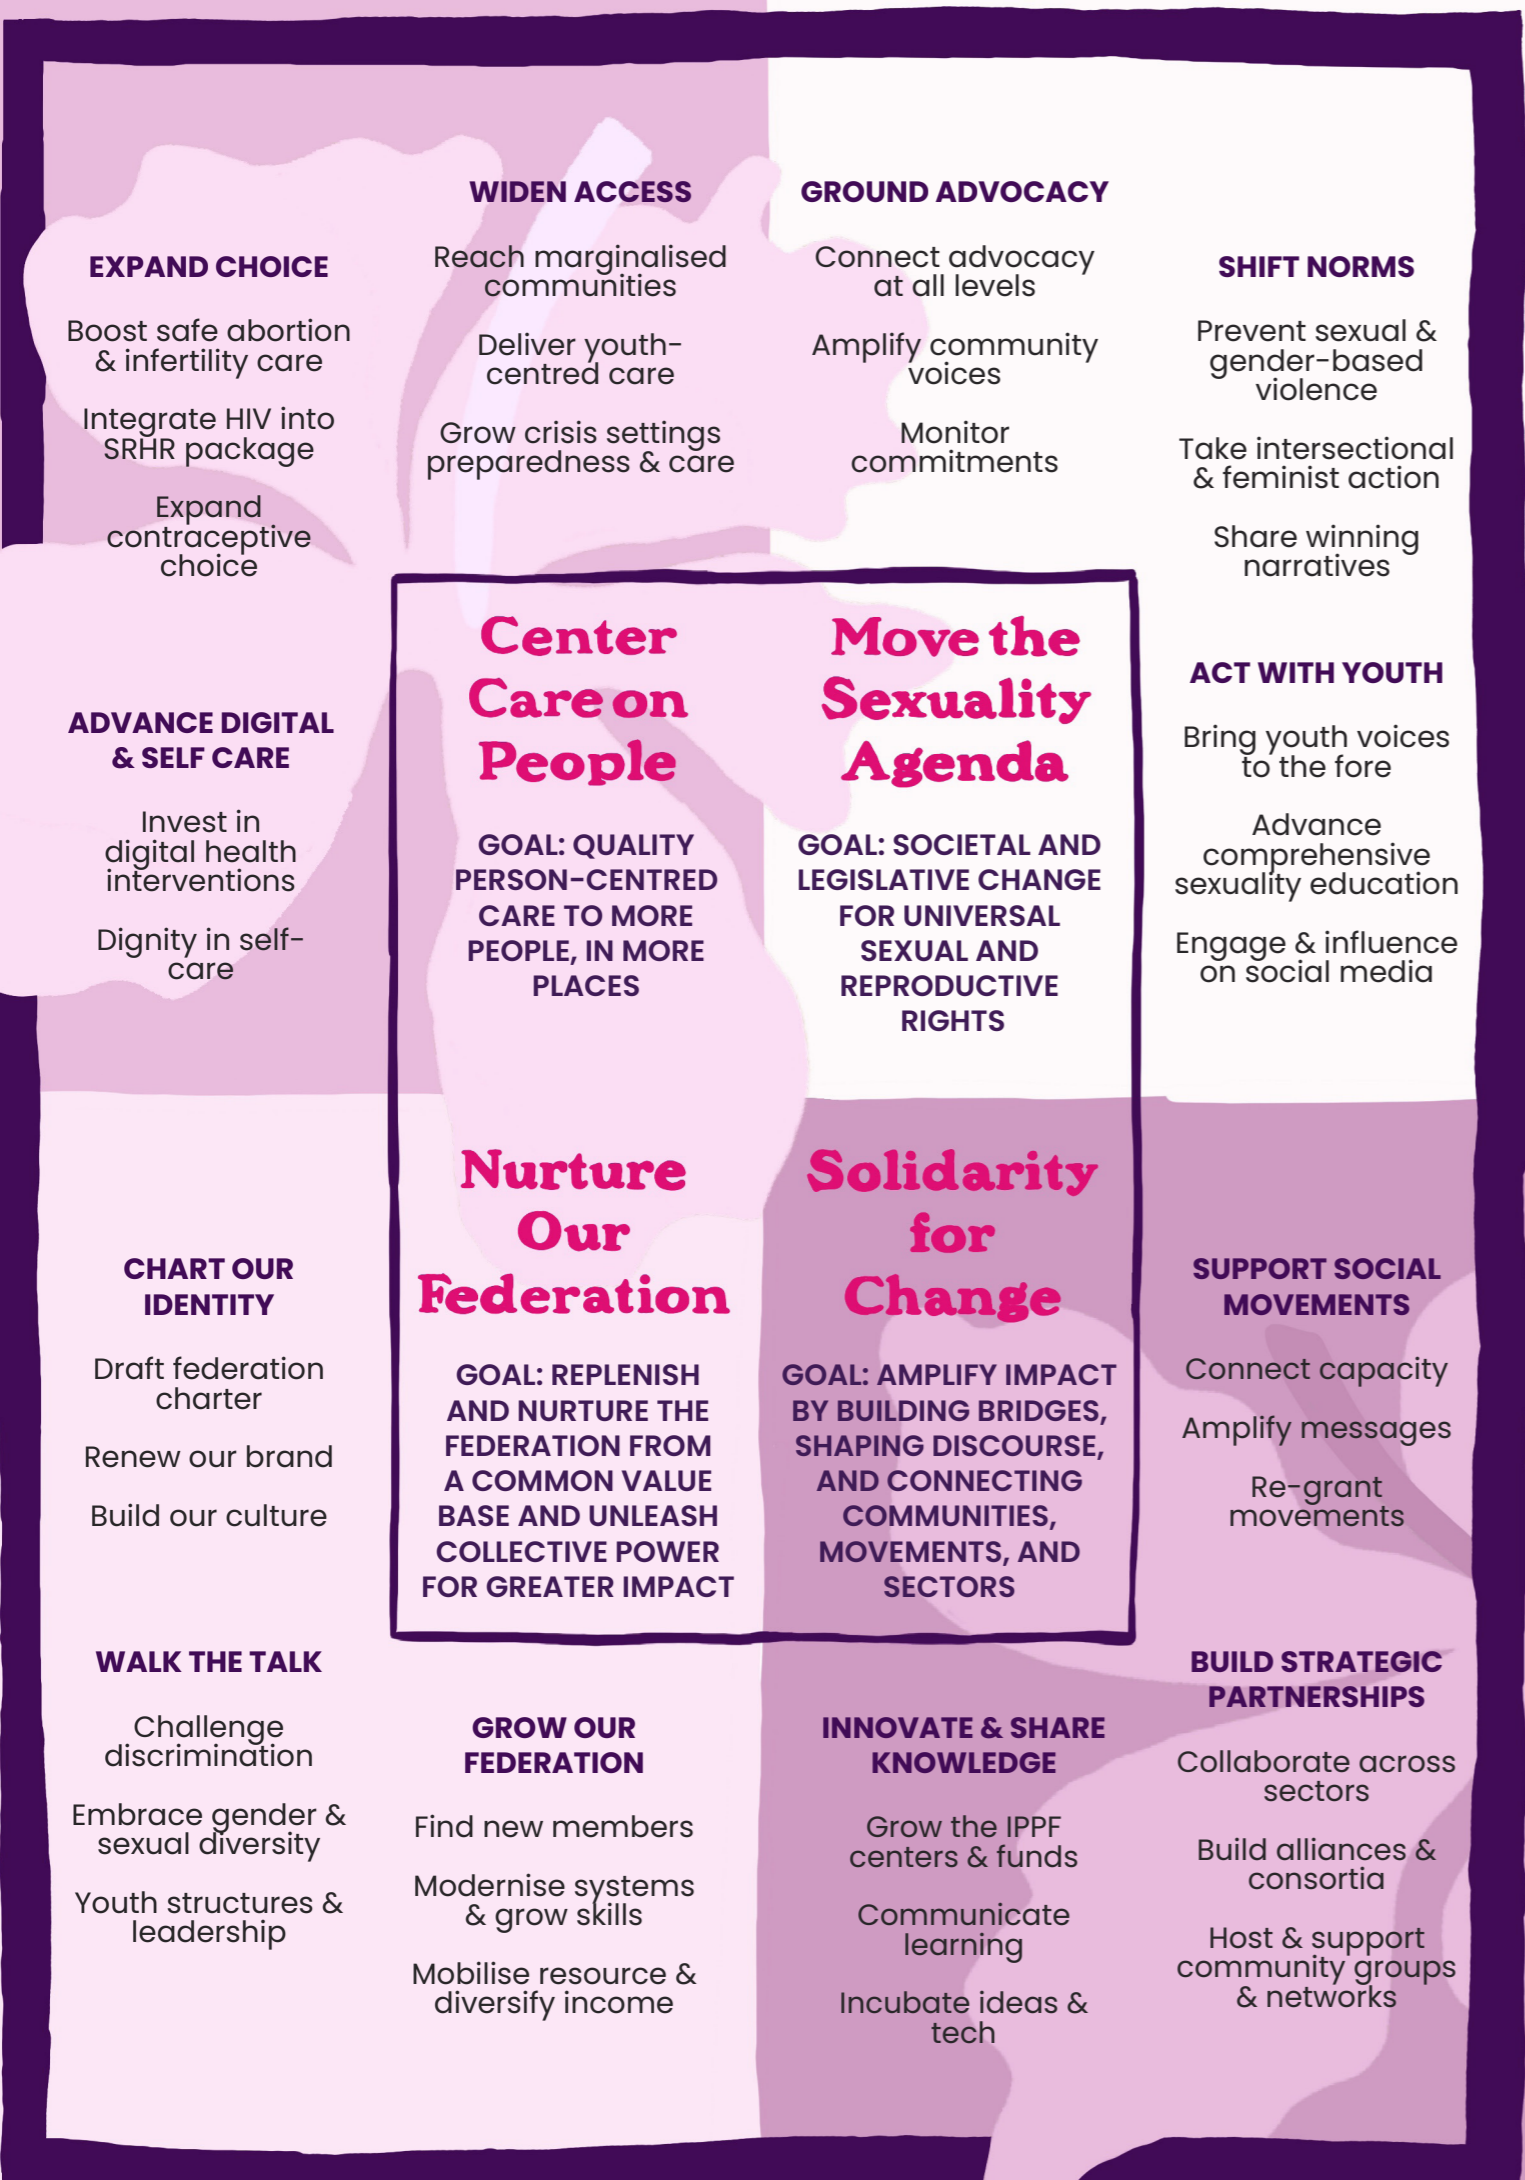 WIDEN ACCESS
Reach marginalised
communities
Deliver youth-
centred care
Grow crisis settings
preparedness & care
EXPAND CHOICE
Boost safe abortion
& infertility care
Integrate HIV into
SRHR package
Expand
contraceptive
choice
ADVANCE DIGITAL
& SELF CARE
Invest in
digital health
interventions
Dignity in self-
care
Center
Care on
People
GOAL: QUALITY
PERSON-CENTRED
CARE TO MORE
PEOPLE, IN MORE
PLACES
GROUND ADVOCACY
Connect advocacy
at all levels
Amplify community
voices
Monitor
commitments
SHIFT NORMS
Prevent sexual &
gender-based
violence
Take intersectional
& feminist action
Share winning
narratives
ACT WITH YOUTH
Bring youth voices
to the fore
Advance
comprehensive
sexuality education
Engage & influence
on social media
Move the
Sexuality
Agenda
GOAL: SOCIETAL AND
LEGISLATIVE CHANGE
FOR UNIVERSAL
SEXUAL AND
REPRODUCTIVE
RIGHTS
Nurture
Our
Federation
GOAL: REPLENISH
AND NURTURE THE
FEDERATION FROM
A COMMON VALUE
BASE AND UNLEASH
COLLECTIVE POWER
FOR GREATER IMPACT
CHART OUR
IDENTITY
Draft federation
charter
Renew our brand
Build our culture
WALK THE TALK
Challenge
discrimination
Embrace gender &
sexual diversity
Youth structures &
leadership
GROW OUR
FEDERATION
Find new members
Modernise systems
& grow skills
Mobilise resource &
diversify income
Solidarity
for
Change
GOAL: AMPLIFY IMPACT
BY BUILDING BRIDGES,
SHAPING DISCOURSE,
AND CONNECTING
COMMUNITIES,
MOVEMENTS, AND
SECTORS
SUPPORT SOCIAL
MOVEMENTS
Connect capacity
Amplify messages
Re-grant
movements
INNOVATE & SHARE
KNOWLEDGE
Grow the IPPF
centers & funds
Communicate
learning
Incubate ideas &
tech
BUILD STRATEGIC
PARTNERSHIPS
Collaborate across
sectors
Build alliances &
consortia
Host & support
community groups
& networks